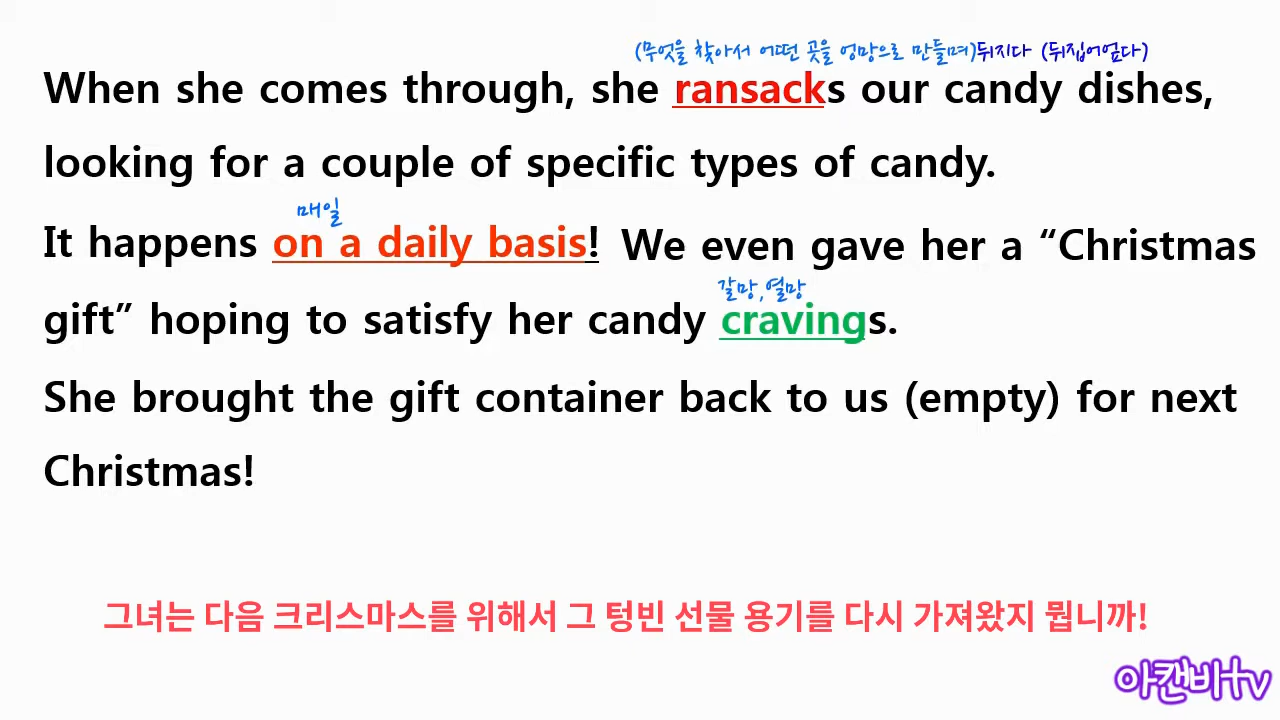 (무엇을 찾아서 어떤 곳을 엉망으로 만들며)뒤지다 (뒤집어엎다)
When she comes through, she ransacks our candy dishes,
looking for a couple of specific types of candy.
매일
It happens on a daily basis! We even gave her a “Christmas
갈망,열망
gift” hoping to satisfy her candy cravings.
She brought the gift container back to us (empty) for next
Christmas!
그녀는 다음 크리스마스를 위해서 그 텅빈 선물 용기를 다시 가져왔지 뭡니까!
아캔비tv